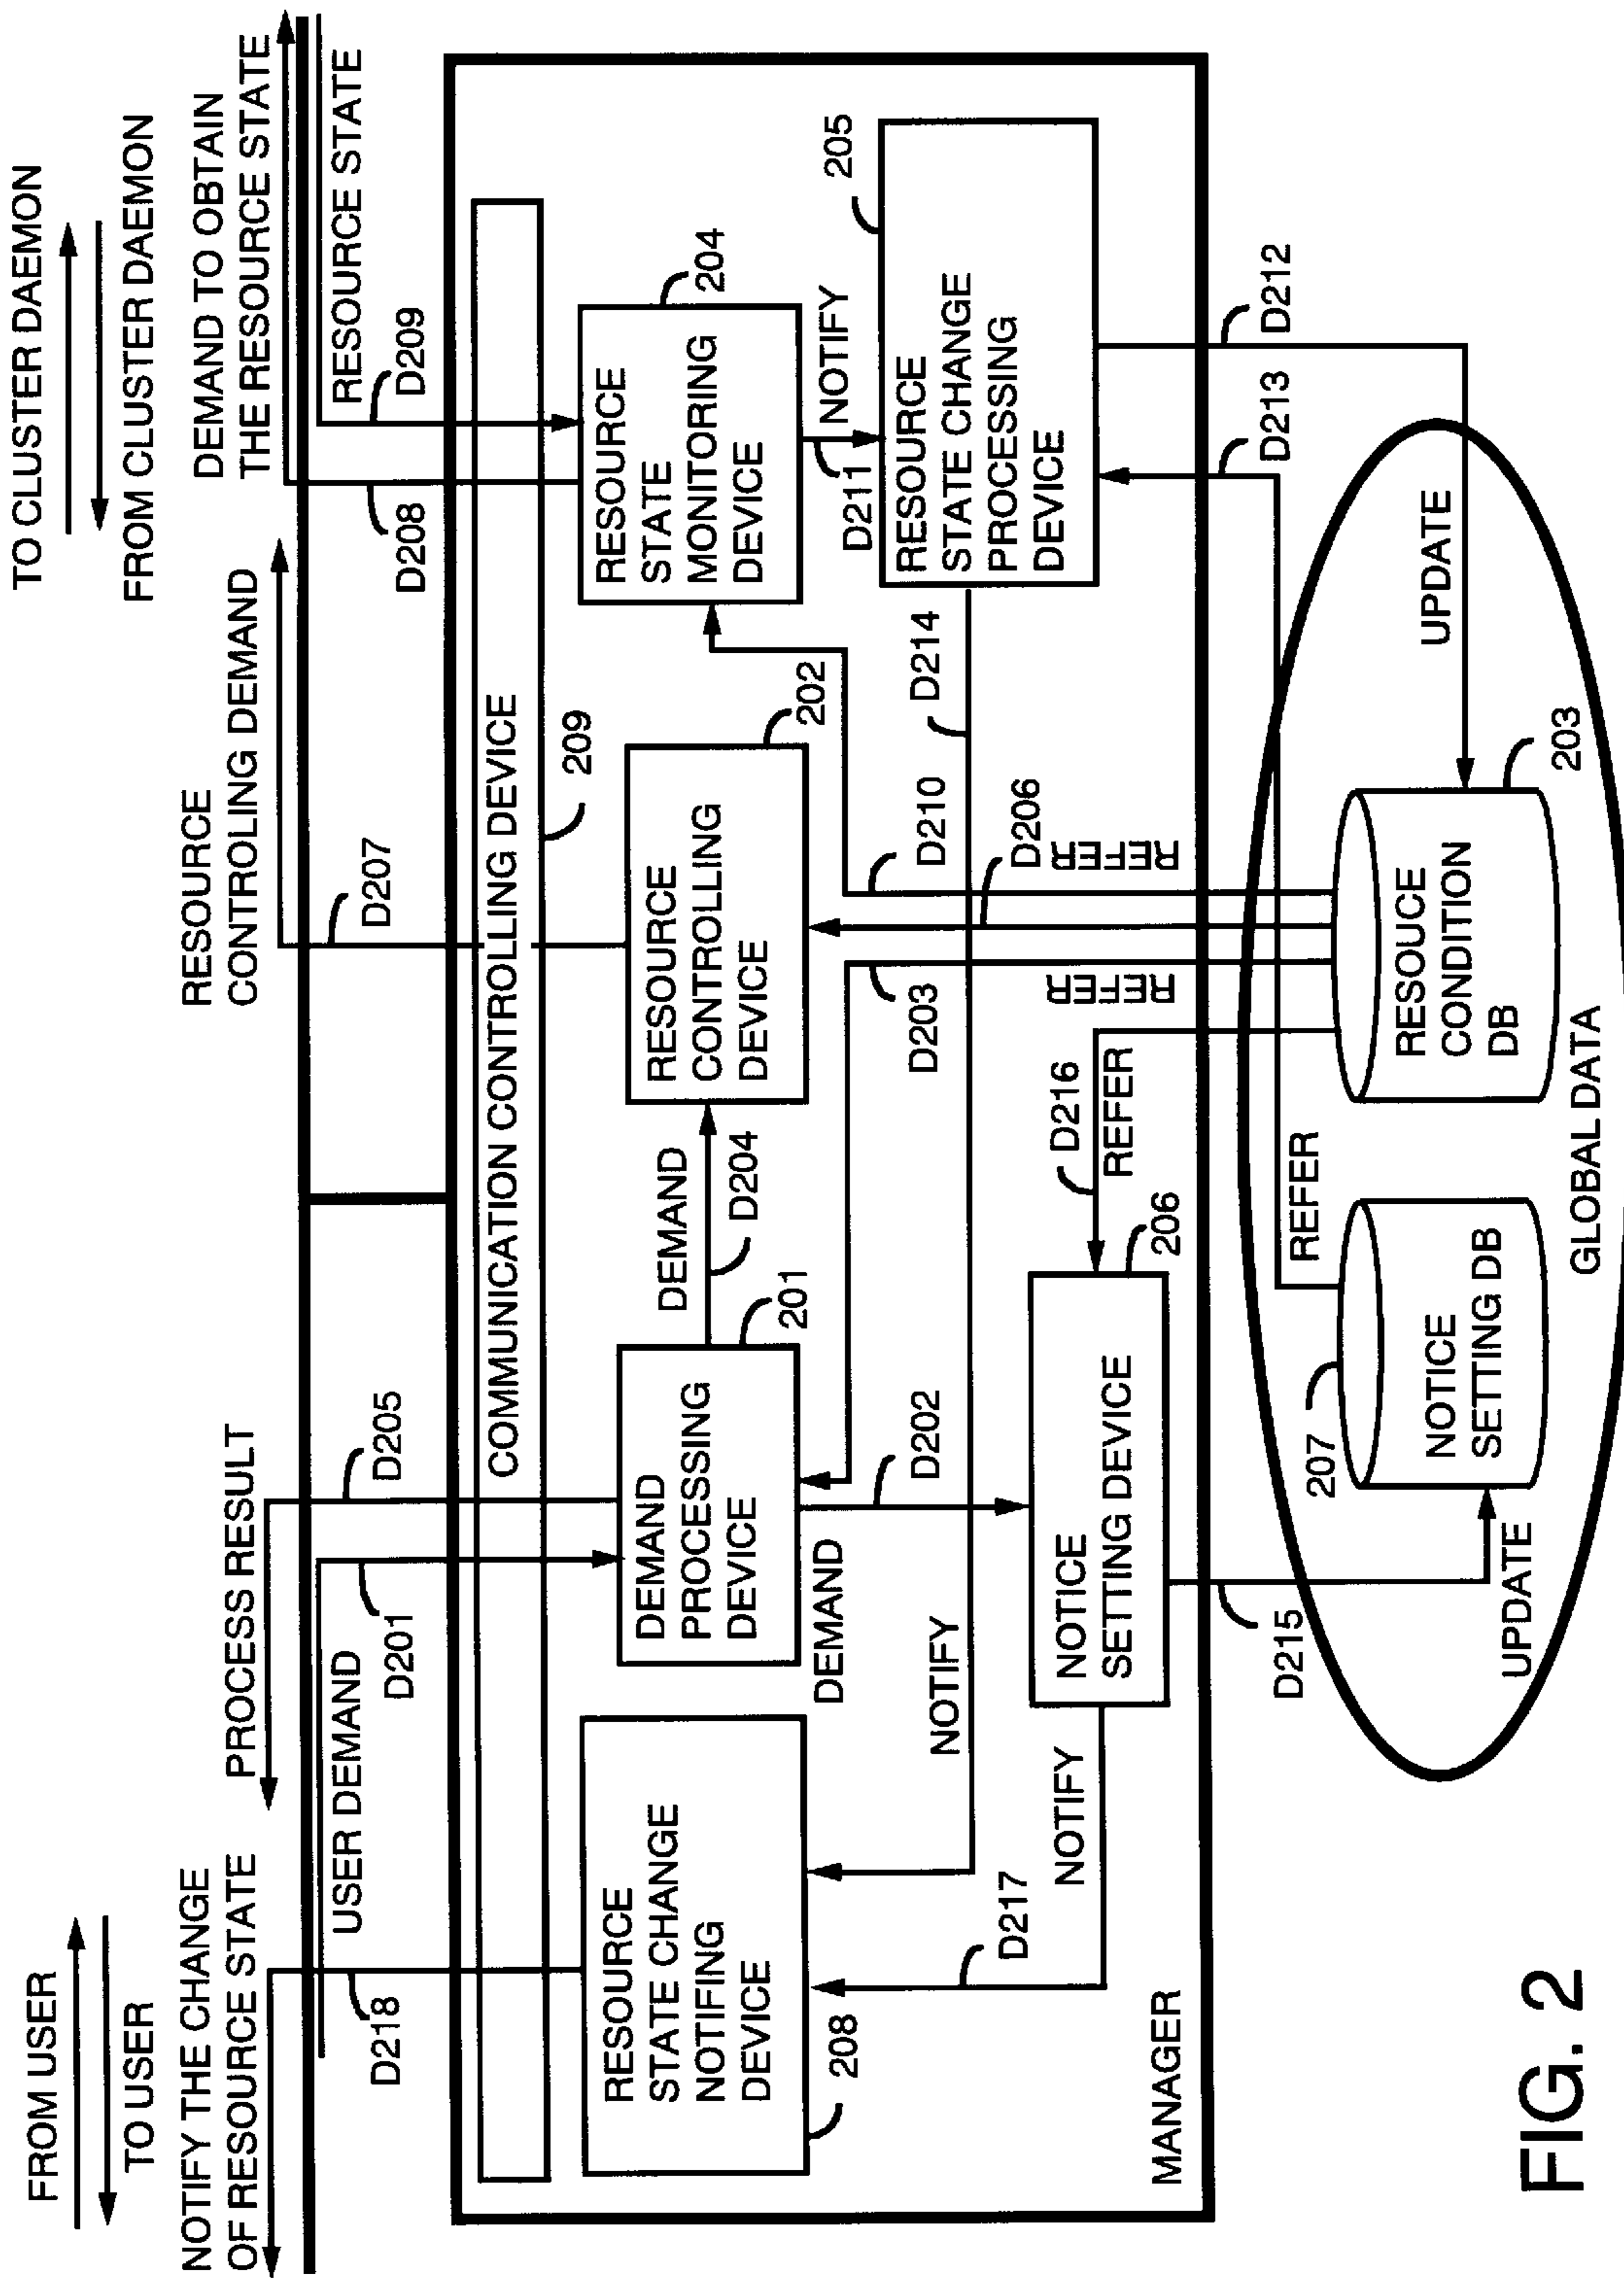 FROM USER
TO USER
TO CLUSTER DAEMON
FROM CLUSTER DAEMON
NOTIFY THE CHANGE
OF RESOURCE STATE
PROCESS RESULT
RESOURCE
CONTROLING DEMAND
DEMAND TO OBTAIN
THE RESOURCE STATE
USER DEMAND
RESOURCE STATE
D218
D201
D205
D207
D208
D209
COMMUNICATION CONTROLLING DEVICE
209
RESOURCE
STATE CHANGE
NOTIFING
DEVICE
208
DEMAND
PROCESSING
DEVICE
201
DEMAND
D204
RESOURCE
CONTROLLING
DEVICE
202
RESOURCE
STATE
MONITORING
DEVICE
204
NOTIFY
D211
205
RESOURCE
STATE CHANGE
PROCESSING
DEVICE
DEMAND
D202
D203
D210
D206
REFER
REFER
D214
NOTIFY
NOTIFY
D217
NOTICE
SETTING DEVICE
206
D216
REFER
MANAGER
D215
UPDATE
207
NOTICE
SETTING DB
REFER
D213
D212
UPDATE
203
RESOUCE
CONDITION
DB
GLOBAL DATA
FIG. 2